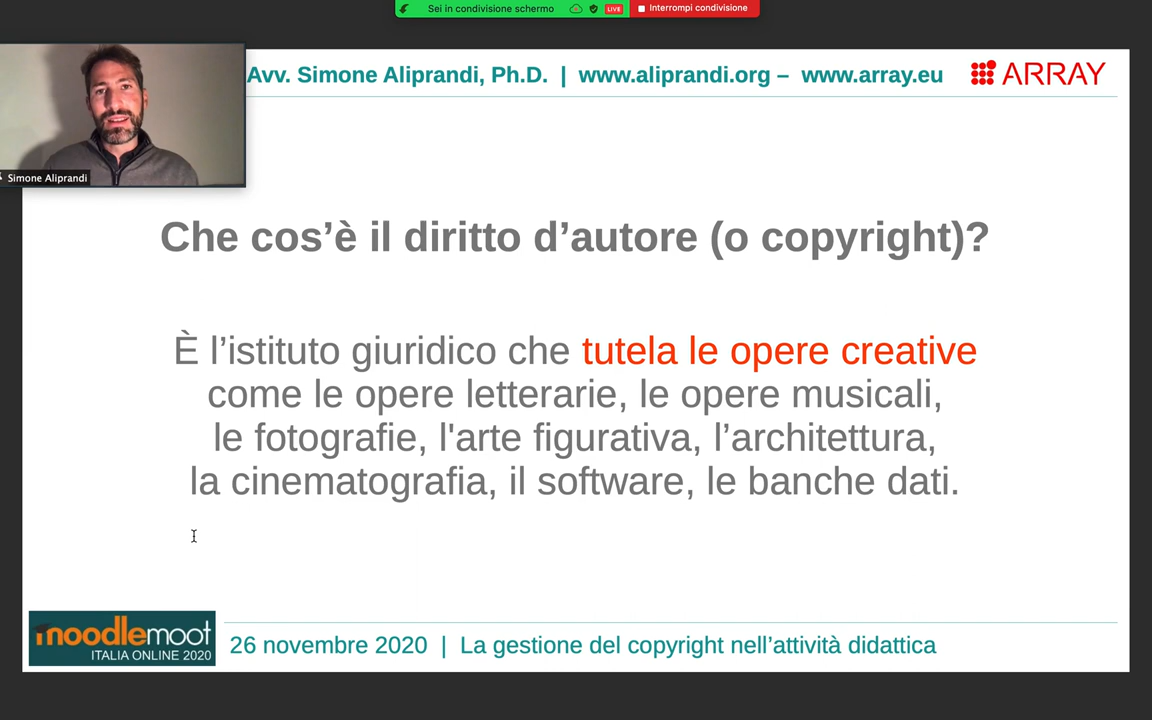 Sei in condivisione schermo LIVE Interrompi condivisione
Avv. Simone Aliprandi, Ph.D. | www.aliprandi.org – www.array.eu ARRAY
Simone Aliprandi
Che cos’è il diritto d’autore (o copyright)?
È l’istituto giuridico che tutela le opere creative
come le opere letterarie, le opere musicali,
le fotografie, l'arte figurativa, l’architettura,
la cinematografia, il software, le banche dati.
moodlemoot
ITALIA ONLINE 2020
26 novembre 2020 | La gestione del copyright nell’attività didattica